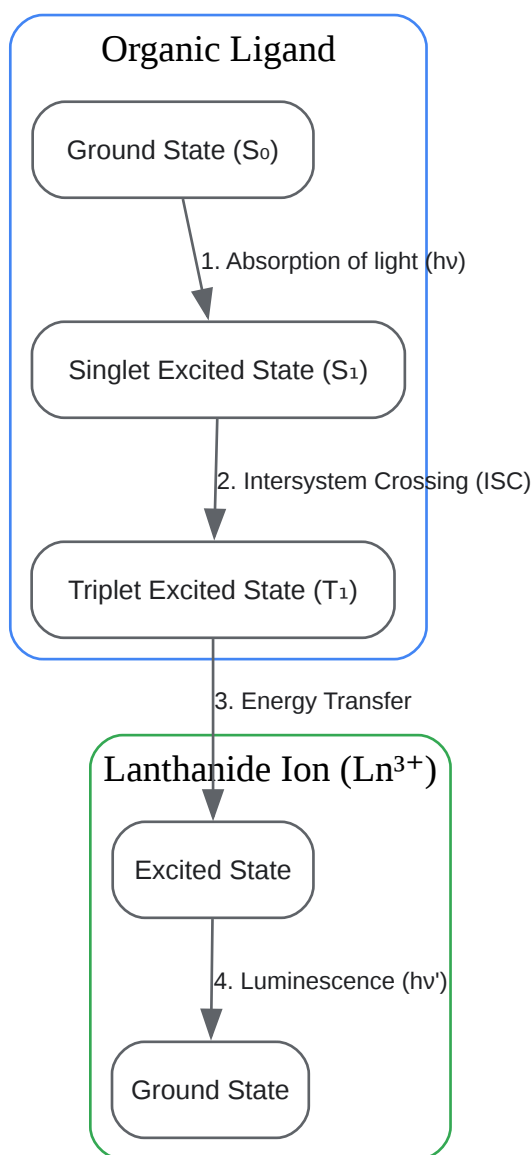 Organic Ligand
Ground State (S₀)
1. Absorption of light (hν)
Singlet Excited State (S₁)
2. Intersystem Crossing (ISC)
Triplet Excited State (T₁)
3. Energy Transfer
Lanthanide Ion (Ln³⁺)
Excited State
4. Luminescence (hν')
Ground State